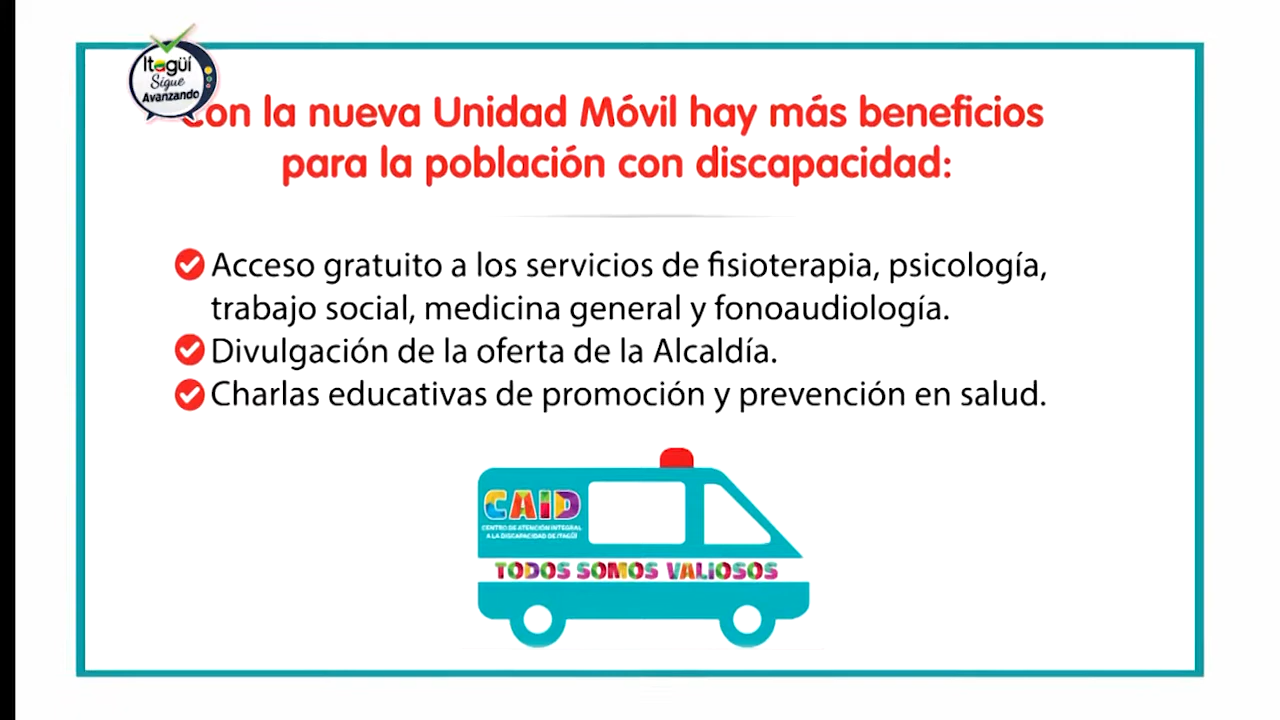 Itagüí
Sigue
Avanzando
Con la nueva Unidad Móvil hay más beneficios
para la población con discapacidad:
Acceso gratuito a los servicios de fisioterapia, psicología,
trabajo social, medicina general y fonoaudiología.
Divulgación de la oferta de la Alcaldía.
Charlas educativas de promoción y prevención en salud.
CAID
CENTRO DE ATENCIÓN INTEGRAL
A LA DISCAPACIDAD DE ITAGÜÍ
TODOS SOMOS VALIOSOS